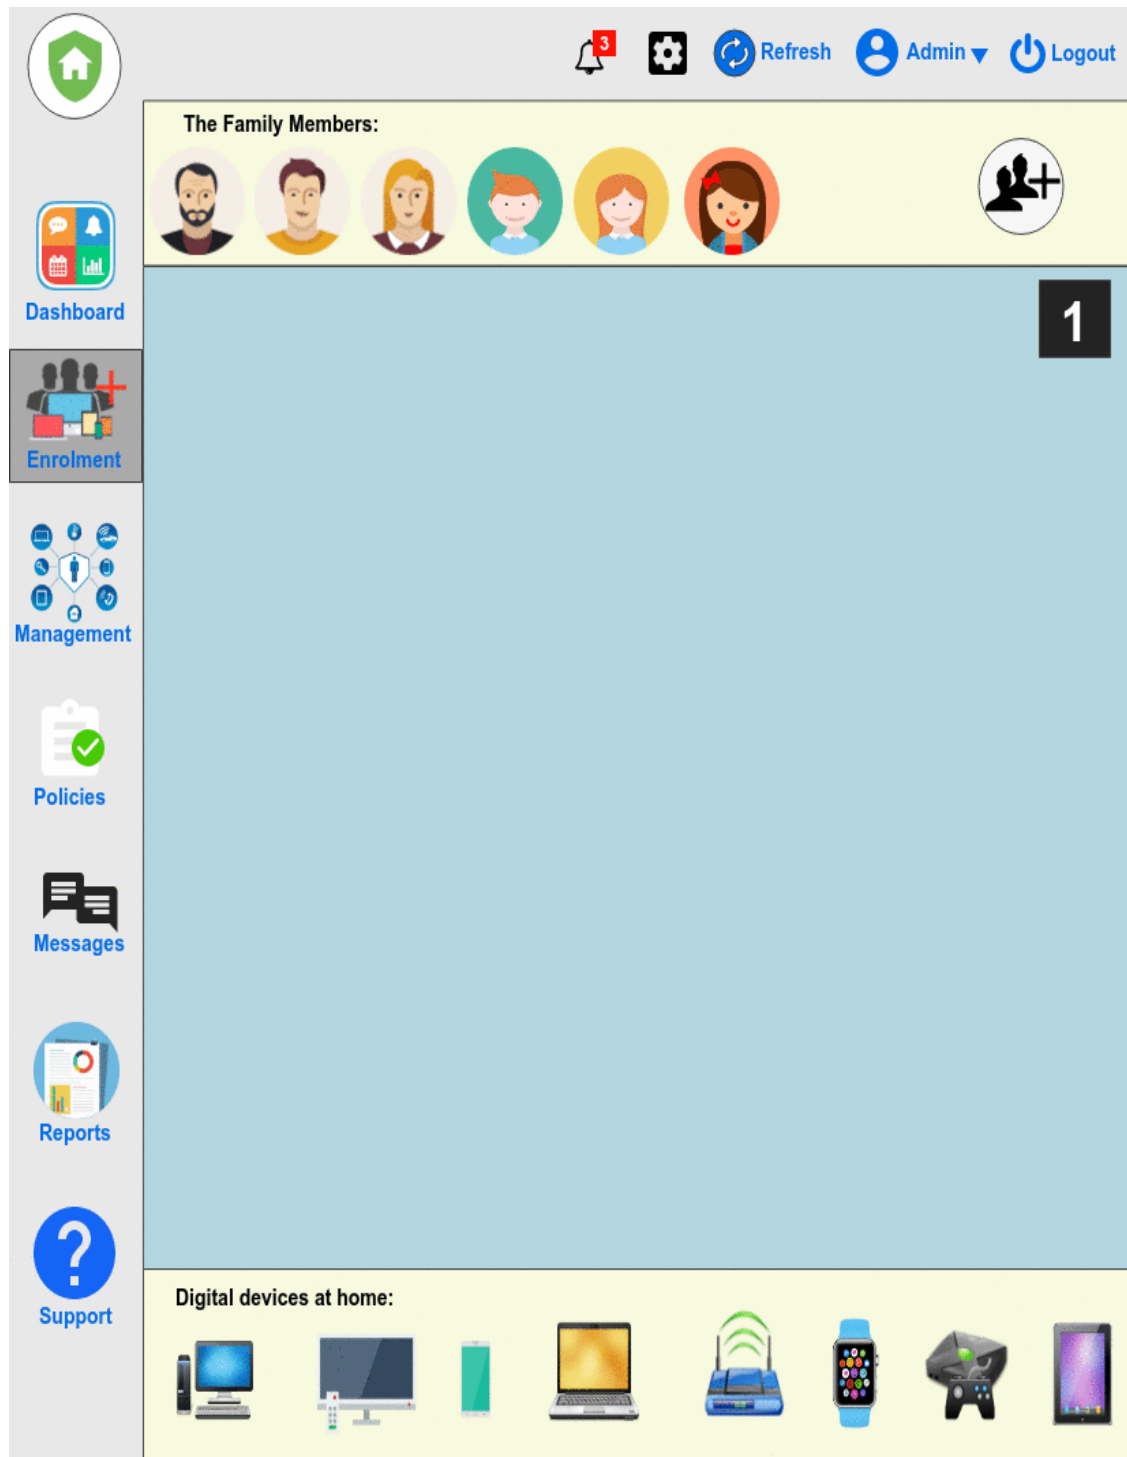 3
Refresh
Admin
Logout
The Family Members:
1
Dashboard
Enrolment
Management
Policies
Messages
Reports
Support
Digital devices at home: